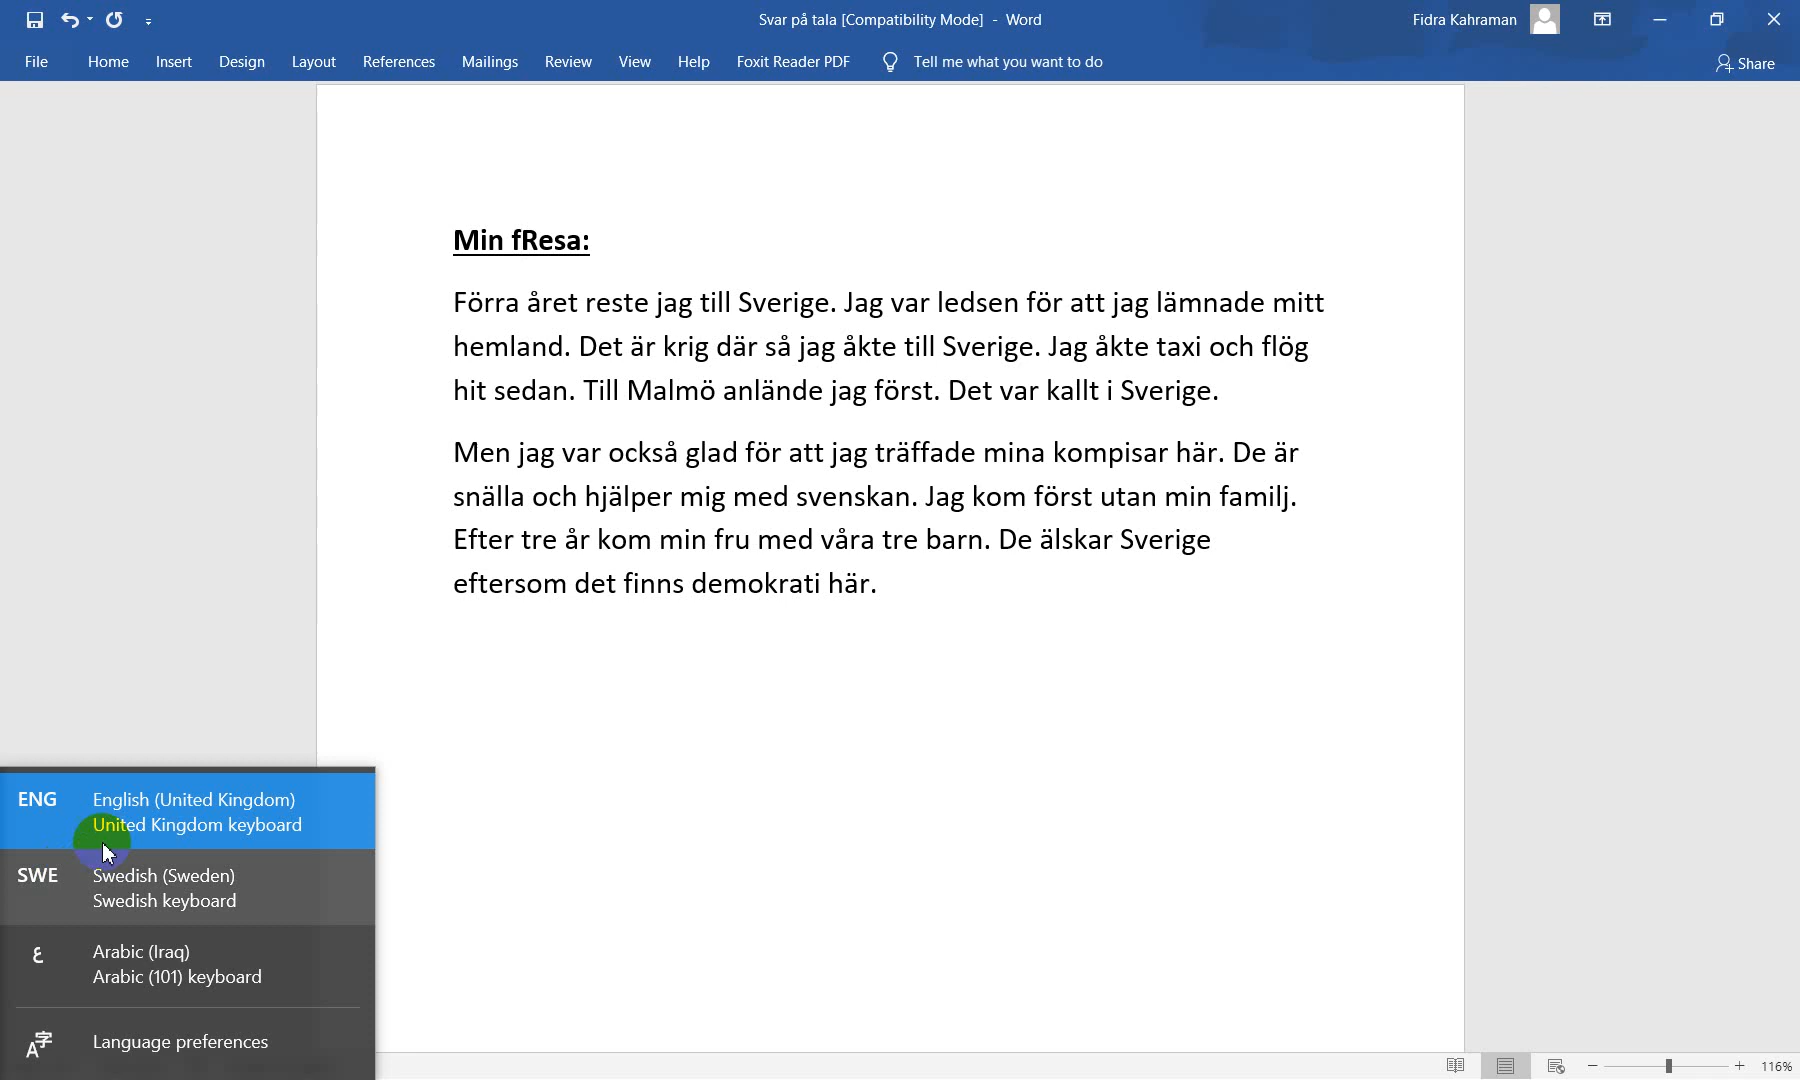 Svar på tala [Compatibility Mode] - Word
Fidra Kahraman
File Home Insert Design Layout References Mailings Review View Help Foxit Reader PDF Tell me what you want to do Share
Min fResa:
Förra året reste jag till Sverige. Jag var ledsen för att jag lämnade mitt
hemland. Det är krig där så jag åkte till Sverige. Jag åkte taxi och flög
hit sedan. Till Malmö anlände jag först. Det var kallt i Sverige.
Men jag var också glad för att jag träffade mina kompisar här. De är
snälla och hjälper mig med svenskan. Jag kom först utan min familj.
Efter tre år kom min fru med våra tre barn. De älskar Sverige
eftersom det finns demokrati här.
ENG English (United Kingdom)
United Kingdom keyboard
SWE Swedish (Sweden)
Swedish keyboard
ع Arabic (Iraq)
Arabic (101) keyboard
A字 Language preferences
116%